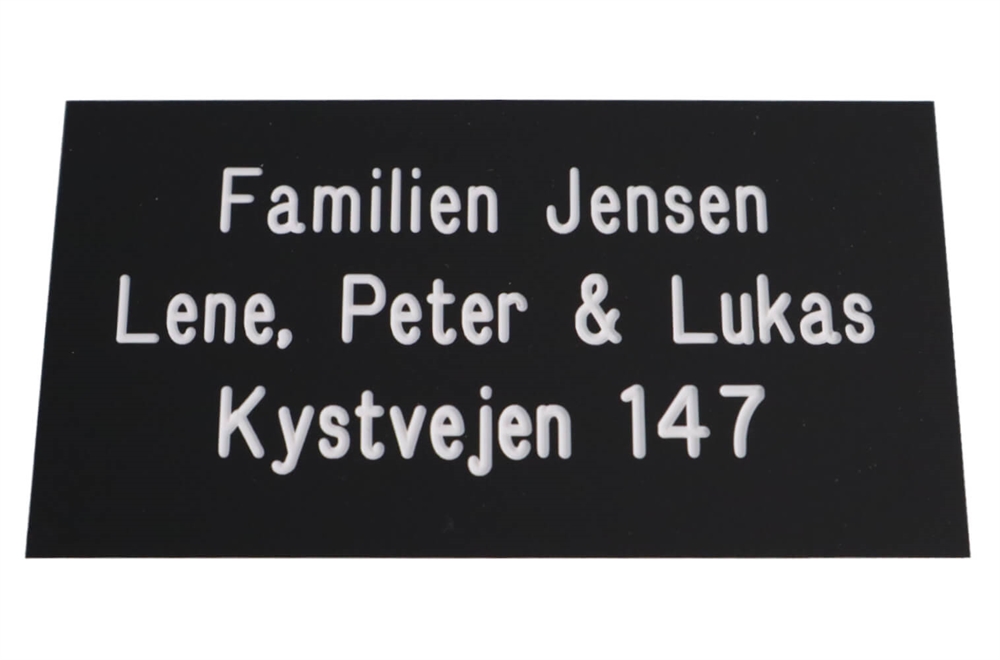 Familien Jensen
Lene, Peter & Lukas
Kystvejen 147